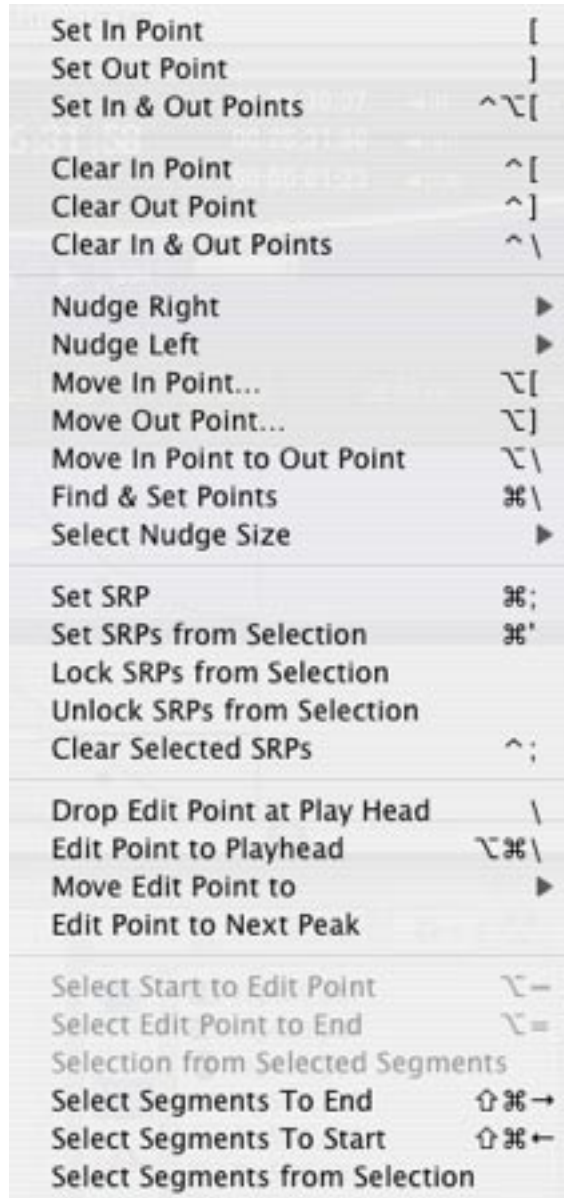 Set In Point [
Set Out Point ]
Set In & Out Points ^⌥[
Clear In Point ^[
Clear Out Point ^]
Clear In & Out Points ^\
Nudge Right ▶
Nudge Left ▶
Move In Point... ⌥[
Move Out Point... ⌥]
Move In Point to Out Point ⌥\
Find & Set Points ⌘\
Select Nudge Size ▶
Set SRP ⌘;
Set SRPs from Selection ⌘'
Lock SRPs from Selection
Unlock SRPs from Selection
Clear Selected SRPs ^;
Drop Edit Point at Play Head \
Edit Point to Playhead ⌥⌘\
Move Edit Point to ▶
Edit Point to Next Peak
Select Start to Edit Point ⌥−
Select Edit Point to End ⌥=
Selection from Selected Segments
Select Segments To End ⇧⌘→
Select Segments To Start ⇧⌘←
Select Segments from Selection